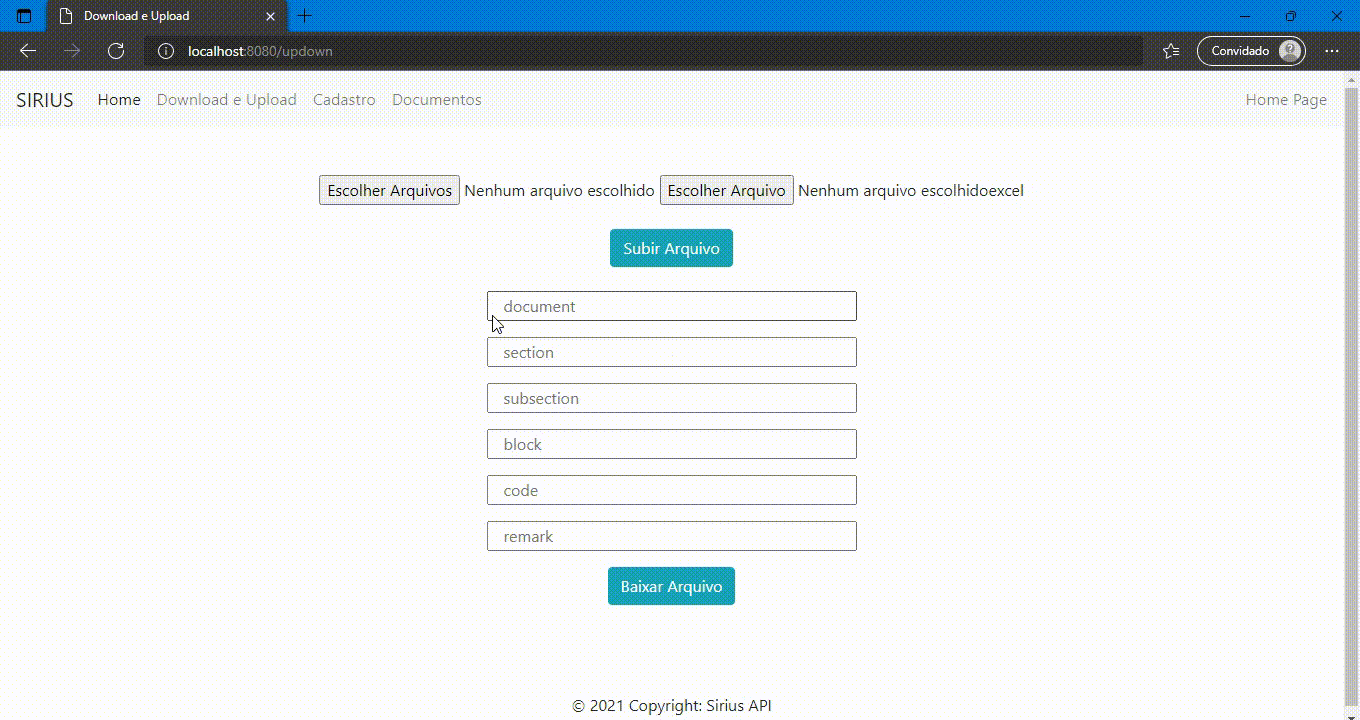 Download e Upload
localhost:8080/updown
Convidado
SIRIUS Home Download e Upload Cadastro Documentos Home Page
Escolher Arquivos Nenhum arquivo escolhido Escolher Arquivo Nenhum arquivo escolhidoexcel
Subir Arquivo
document
section
subsection
block
code
remark
Baixar Arquivo
© 2021 Copyright: Sirius API